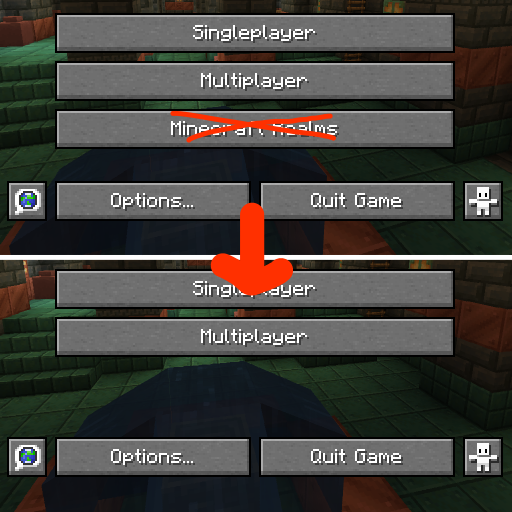 Singleplayer
Multiplayer
Minecraft Realms
Options...
Quit Game
Singleplayer
Multiplayer
Options...
Quit Game